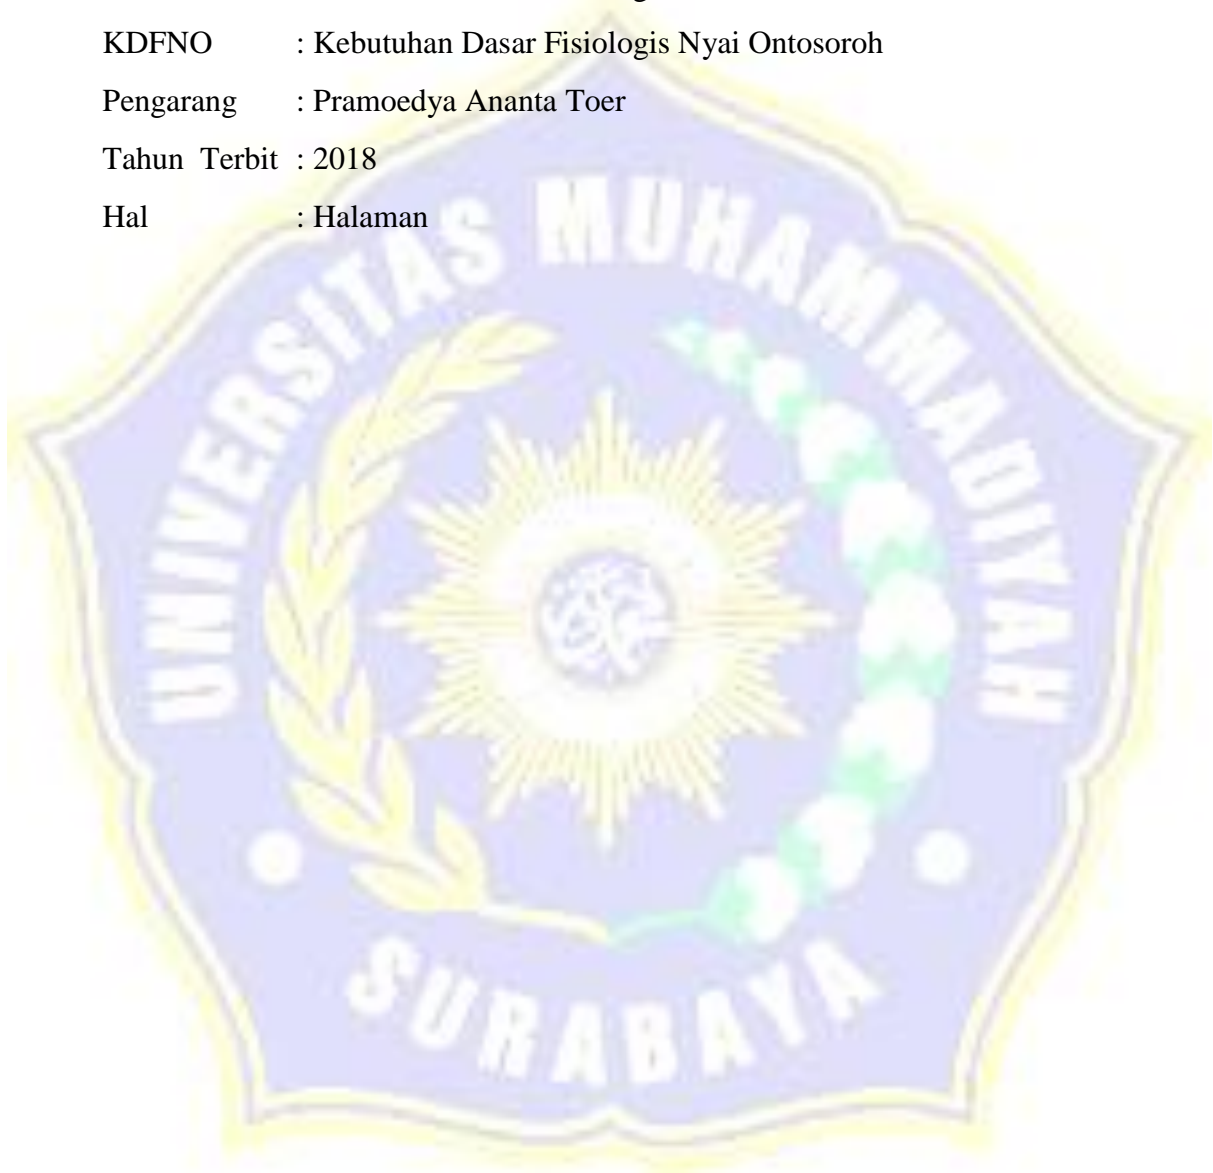 KDFNO : Kebutuhan Dasar Fisiologis Nyai Ontosoroh
Pengarang : Pramoedya Ananta Toer
Tahun Terbit : 2018
Hal : Halaman
UNIVERSITAS MUHAMMADIYAH
SURABAYA